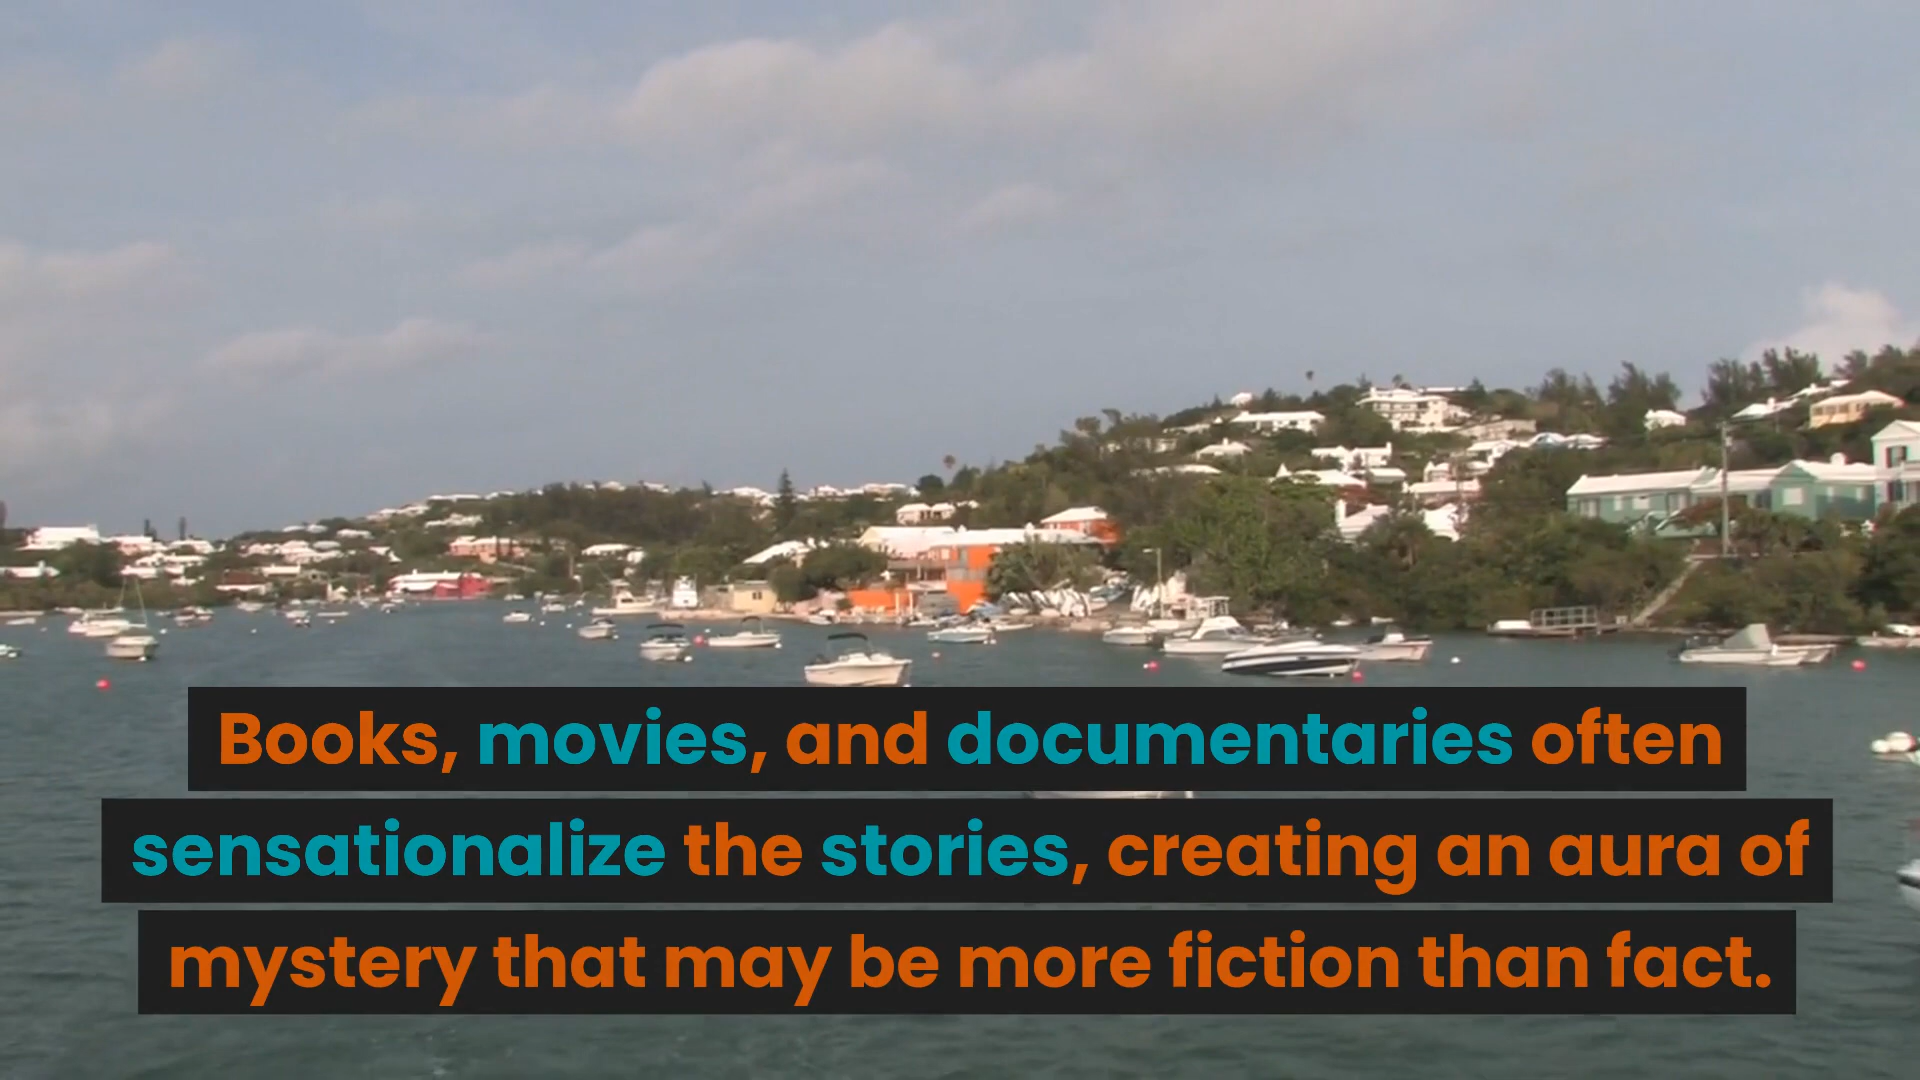 Books, movies, and documentaries often
sensationalize the stories, creating an aura of
mystery that may be more fiction than fact.